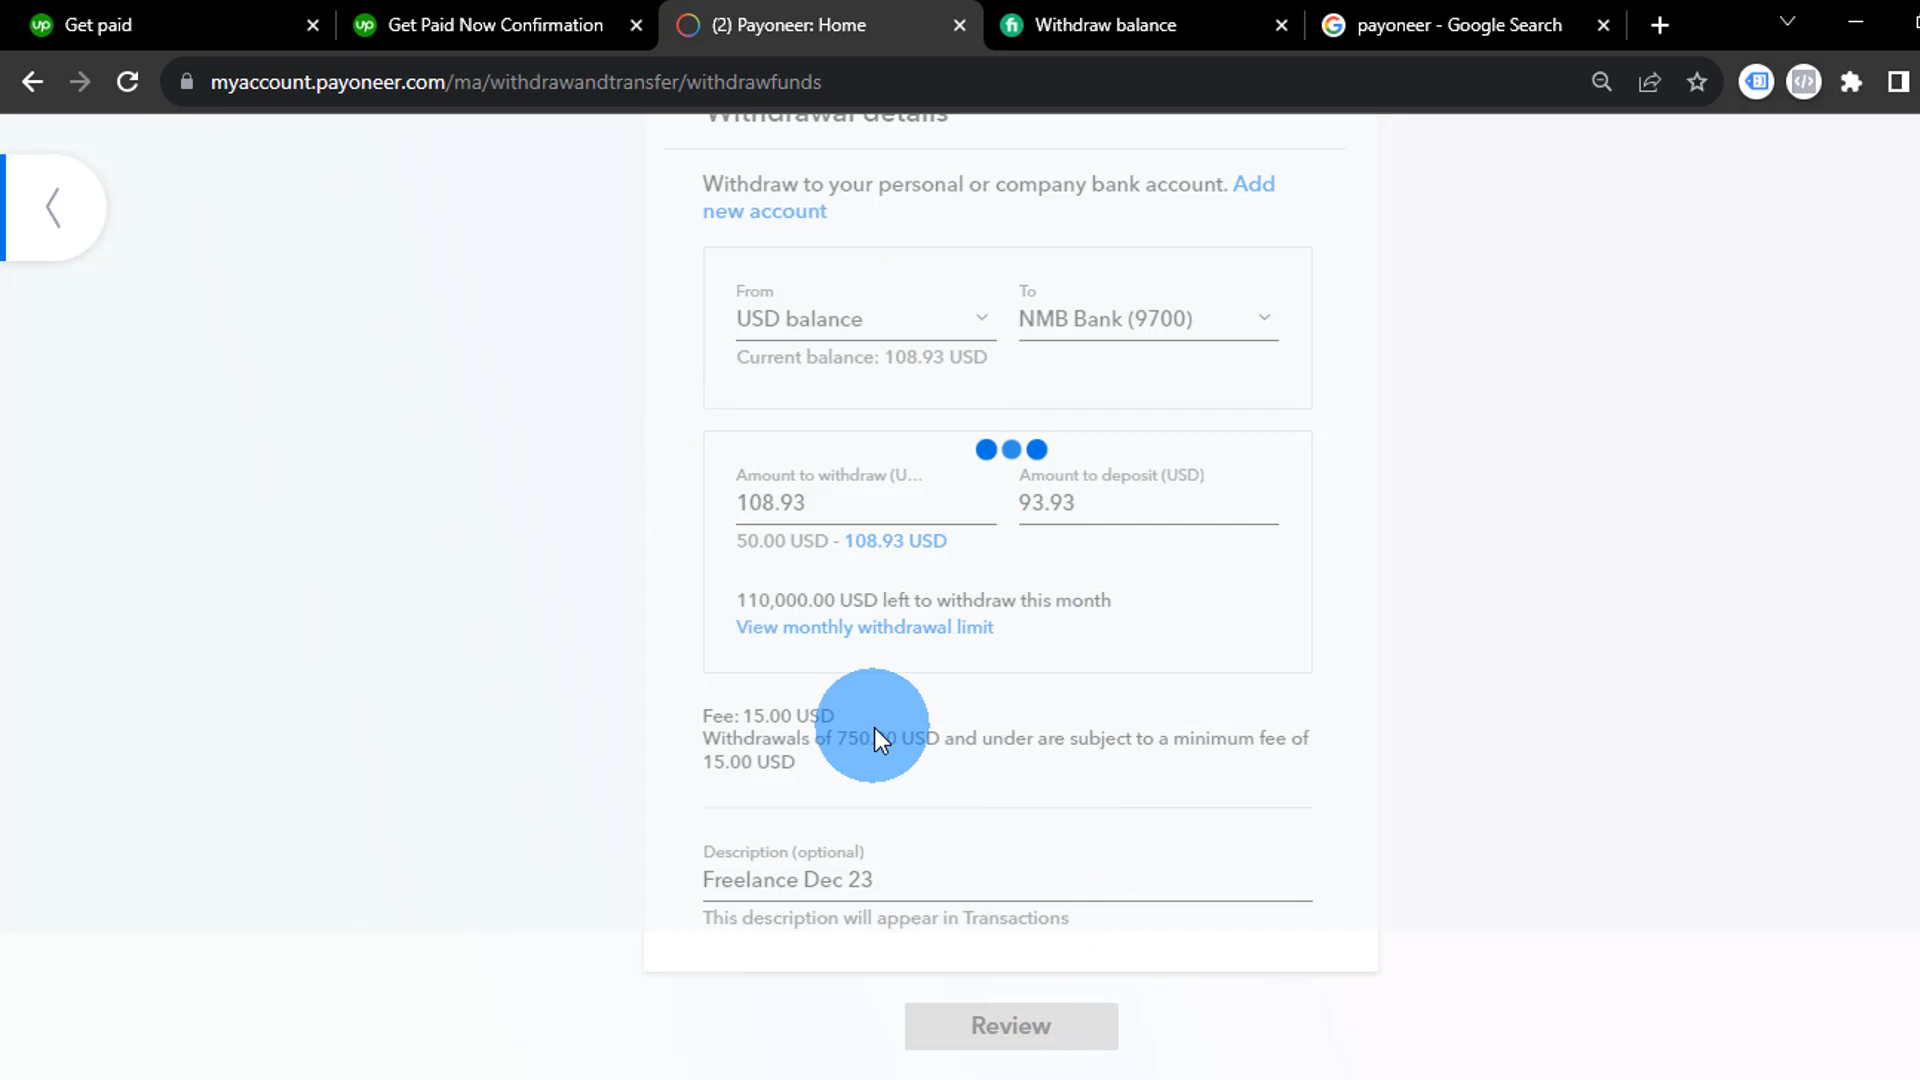 Get paid
Get Paid Now Confirmation
(2) Payoneer: Home
Withdraw balance
payoneer - Google Search
myaccount.payoneer.com/ma/withdrawandtransfer/withdrawfunds
Withdrawal details
Withdraw to your personal or company bank account. Add
new account
From
USD balance
Current balance: 108.93 USD
To
NMB Bank (9700)
Amount to withdraw (U...
108.93
50.00 USD - 108.93 USD
Amount to deposit (USD)
93.93
110,000.00 USD left to withdraw this month
View monthly withdrawal limit
Fee: 15.00 USD
Withdrawals of 750.00 USD and under are subject to a minimum fee of
15.00 USD
Description (optional)
Freelance Dec 23
This description will appear in Transactions
Review